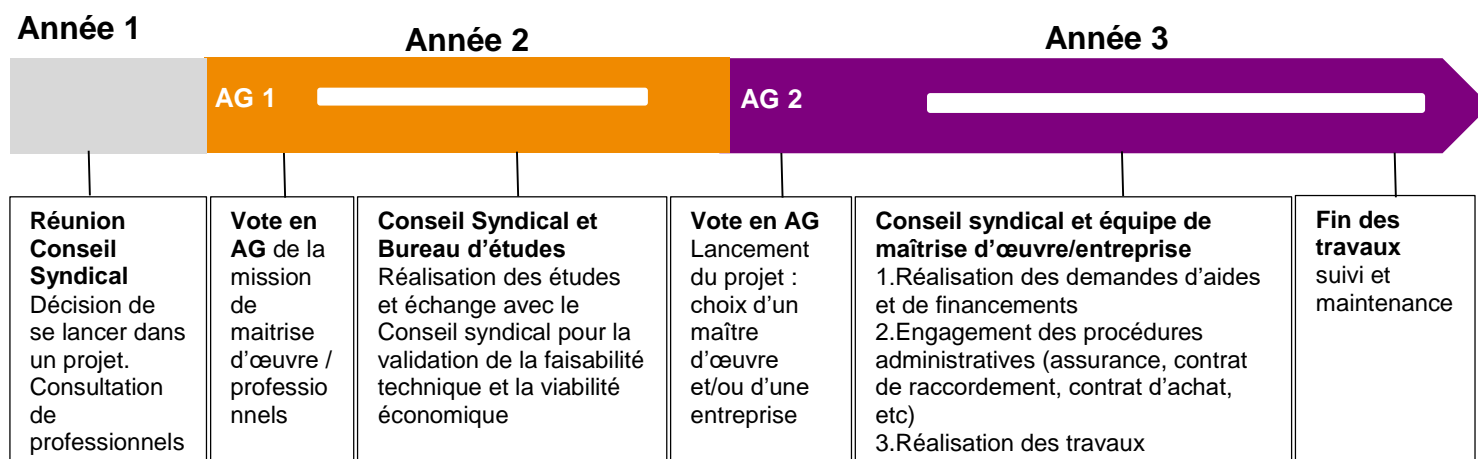 Année 1
Année 2
Année 3
AG 1
AG 2
Réunion
Conseil
Syndical
Décision de
se lancer dans
un projet.
Consultation
de
professionnels
Vote en
AG de la
mission
de
maitrise
d’œuvre /
professio
nnels
Conseil Syndical et
Bureau d’études
Réalisation des études
et échange avec le
Conseil syndical pour la
validation de la faisabilité
technique et la viabilité
économique
Vote en AG
Lancement
du projet :
choix d’un
maître
d’œuvre
et/ou d’une
entreprise
Conseil syndical et équipe de
maîtrise d’œuvre/entreprise
1.Réalisation des demandes d’aides
et de financements
2.Engagement des procédures
administratives (assurance, contrat
de raccordement, contrat d’achat,
etc)
3.Réalisation des travaux
Fin des
travaux
suivi et
maintenance